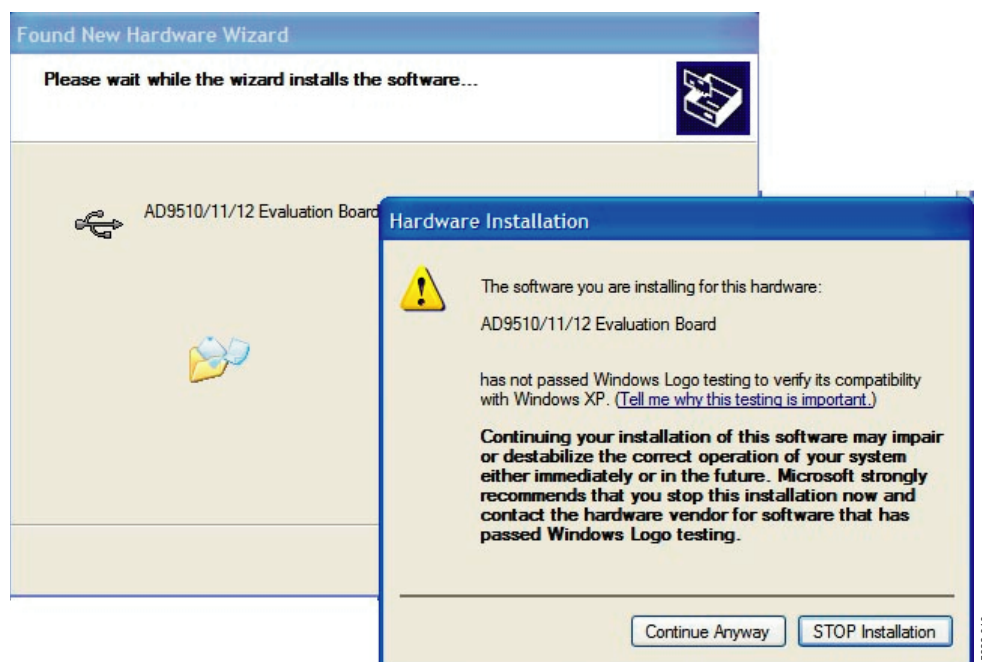 Found New Hardware Wizard
Please wait while the wizard installs the software...
AD9510/11/12 Evaluation Board
Hardware Installation
The software you are installing for this hardware:
AD9510/11/12 Evaluation Board
has not passed Windows Logo testing to verify its compatibility
with Windows XP. (Tell me why this testing is important.)
Continuing your installation of this software may impair
or destabilize the correct operation of your system
either immediately or in the future. Microsoft strongly
recommends that you stop this installation now and
contact the hardware vendor for software that has
passed Windows Logo testing.
Continue Anyway
STOP Installation